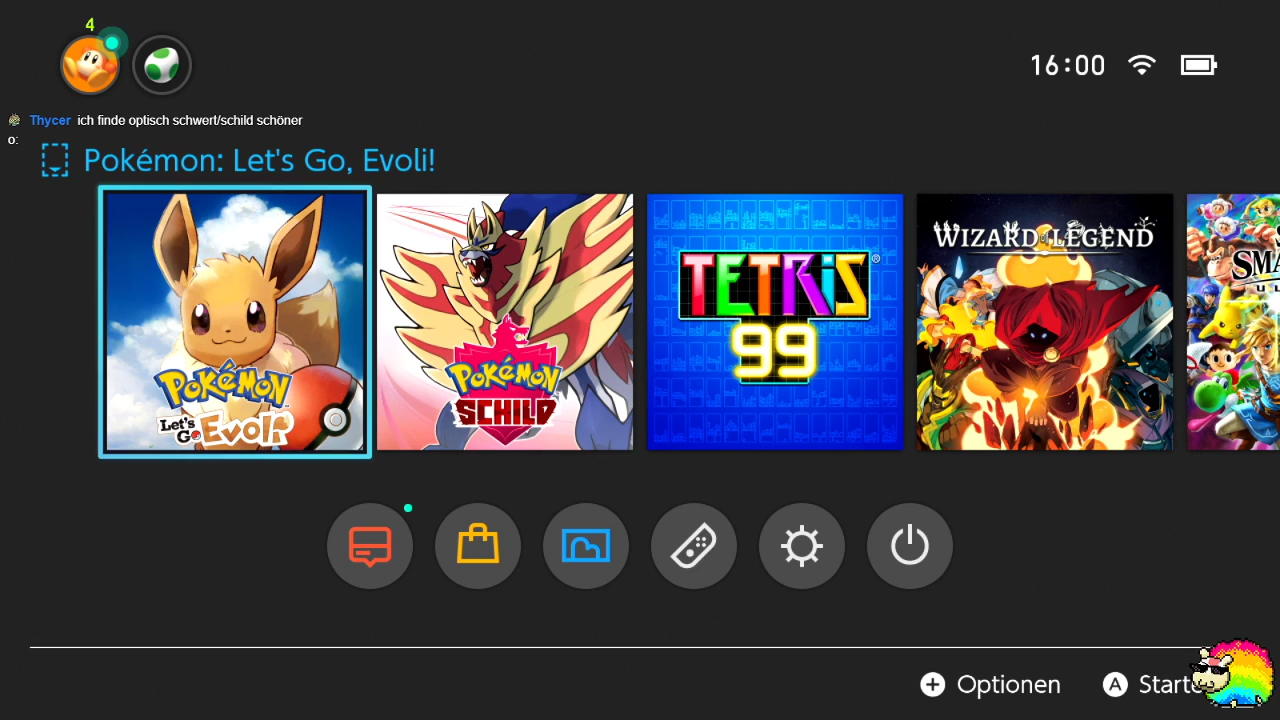 4
16:00
Thycer ich finde optisch schwert/schild schöner
o:
Pokémon: Let's Go, Evoli!
POKÉMON
Let's
Go Evoli!
POKÉMON
SCHILD
TETRIS®
99
WIZARD of LEGEND
Optionen
A Starte